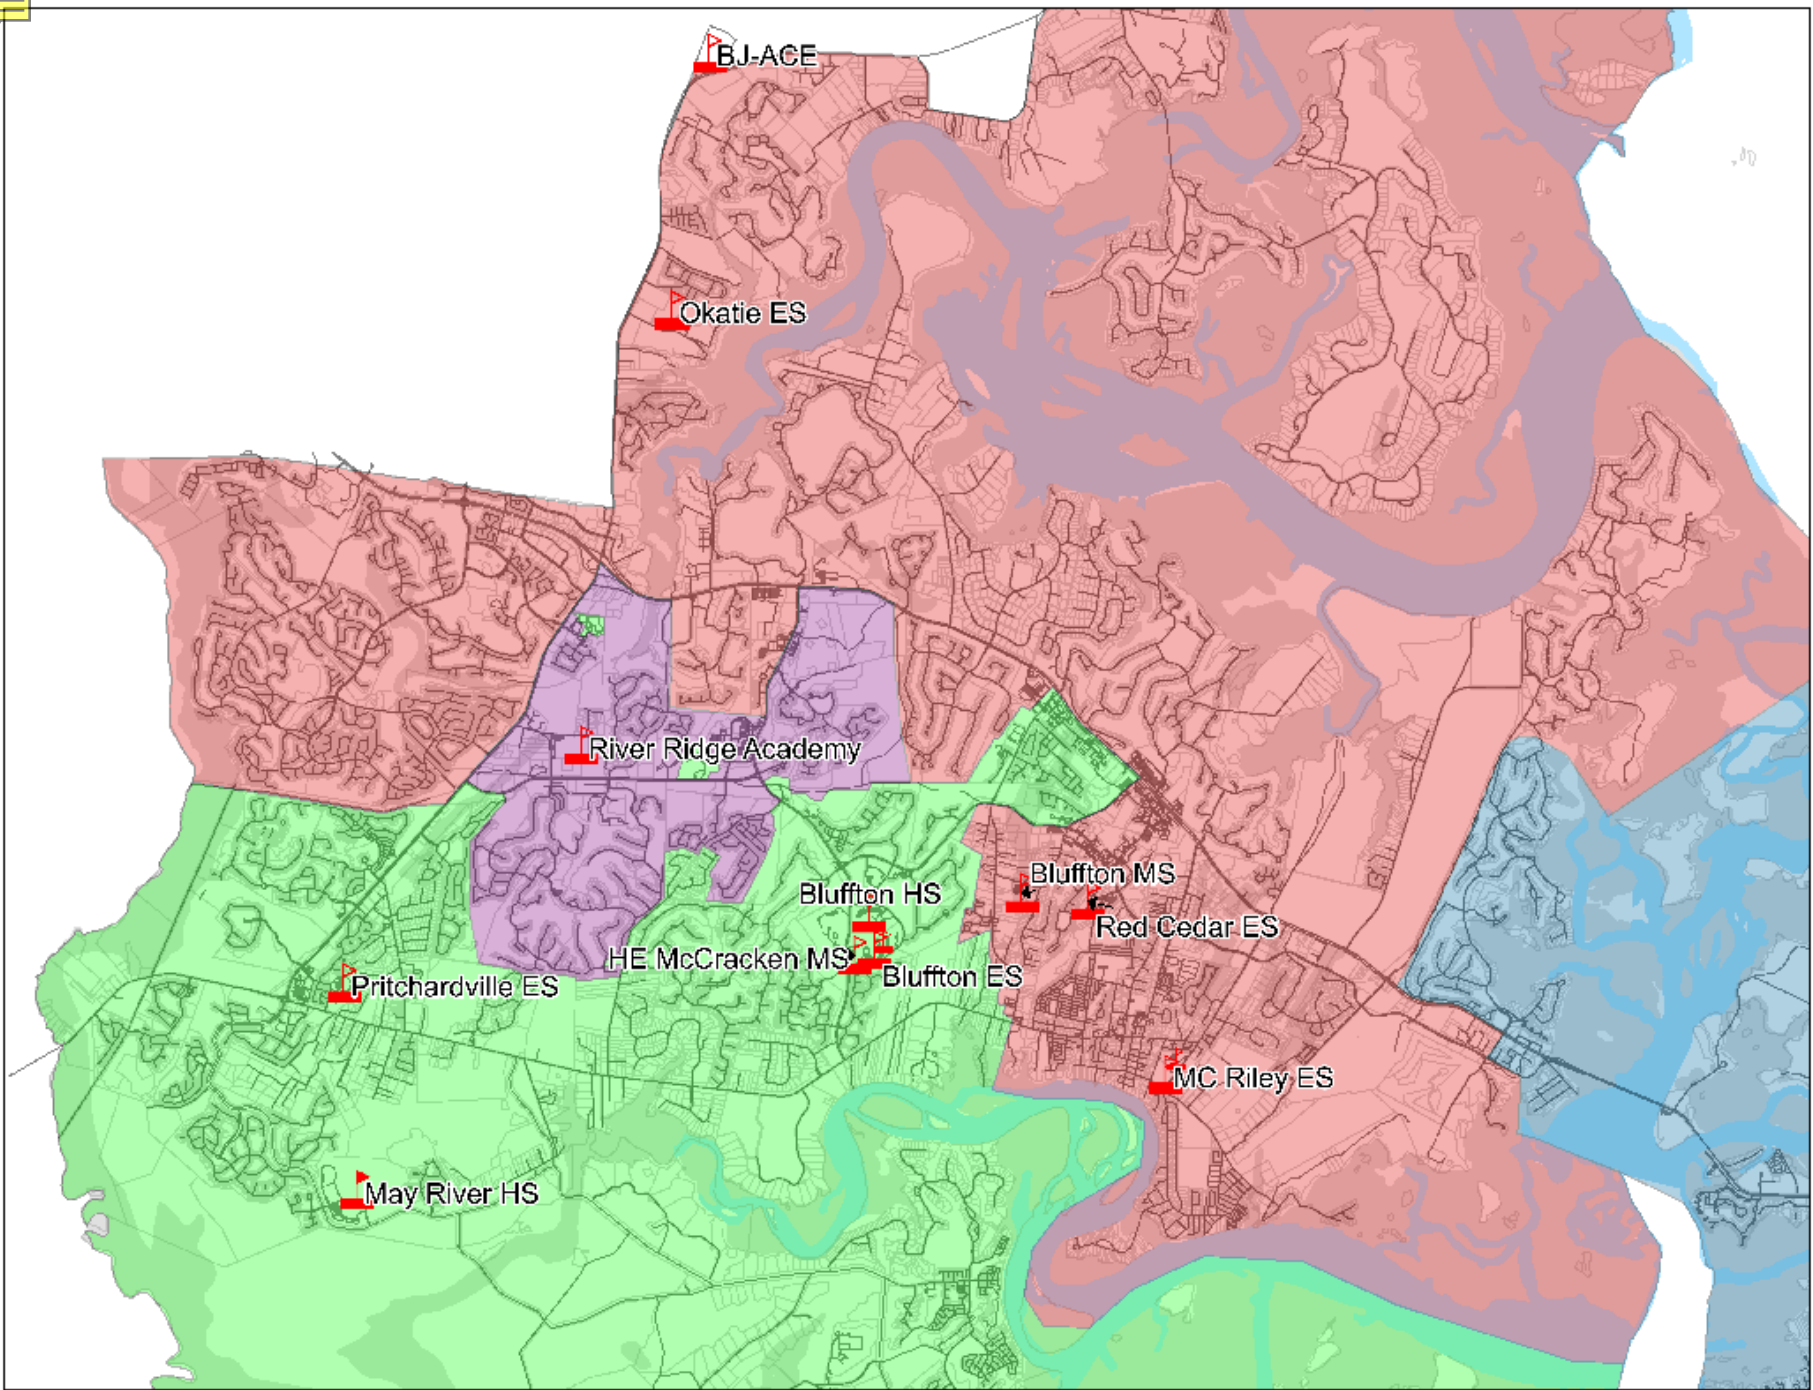 BJ-ACE
Okatie ES
River Ridge Academy
Bluffton MS
Bluffton HS
Red Cedar ES
HE McCracken MS
Bluffton ES
Pritchardville ES
MC Riley ES
May River HS